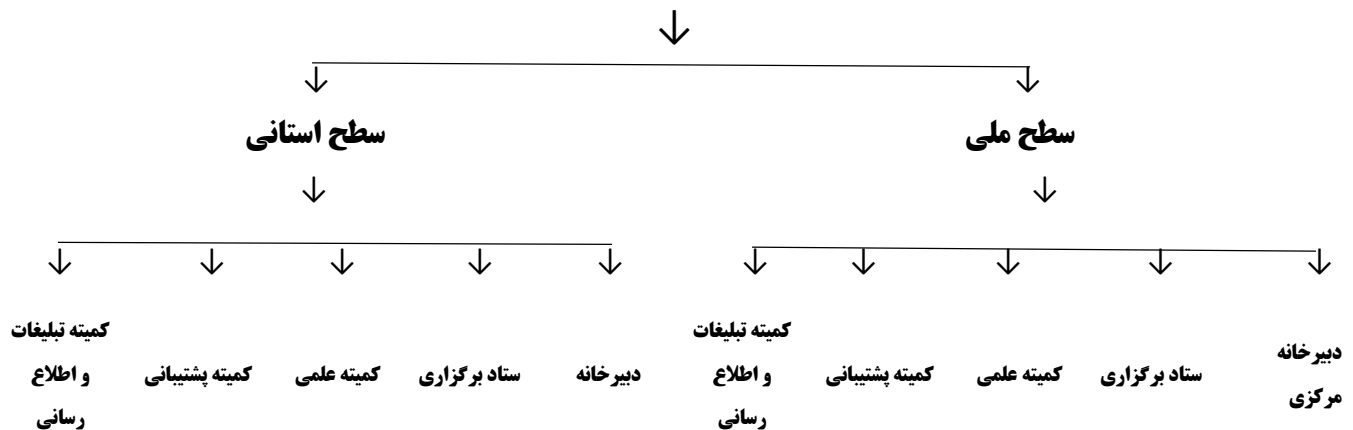 سطح ملی
سطح استانی
دبیرخانه
مرکزی
ستاد برگزاری
کمیته علمی
کمیته پشتیبانی
کمیته تبلیغات
و اطلاع
رسانی
دبیرخانه
ستاد برگزاری
کمیته علمی
کمیته پشتیبانی
کمیته تبلیغات
و اطلاع
رسانی